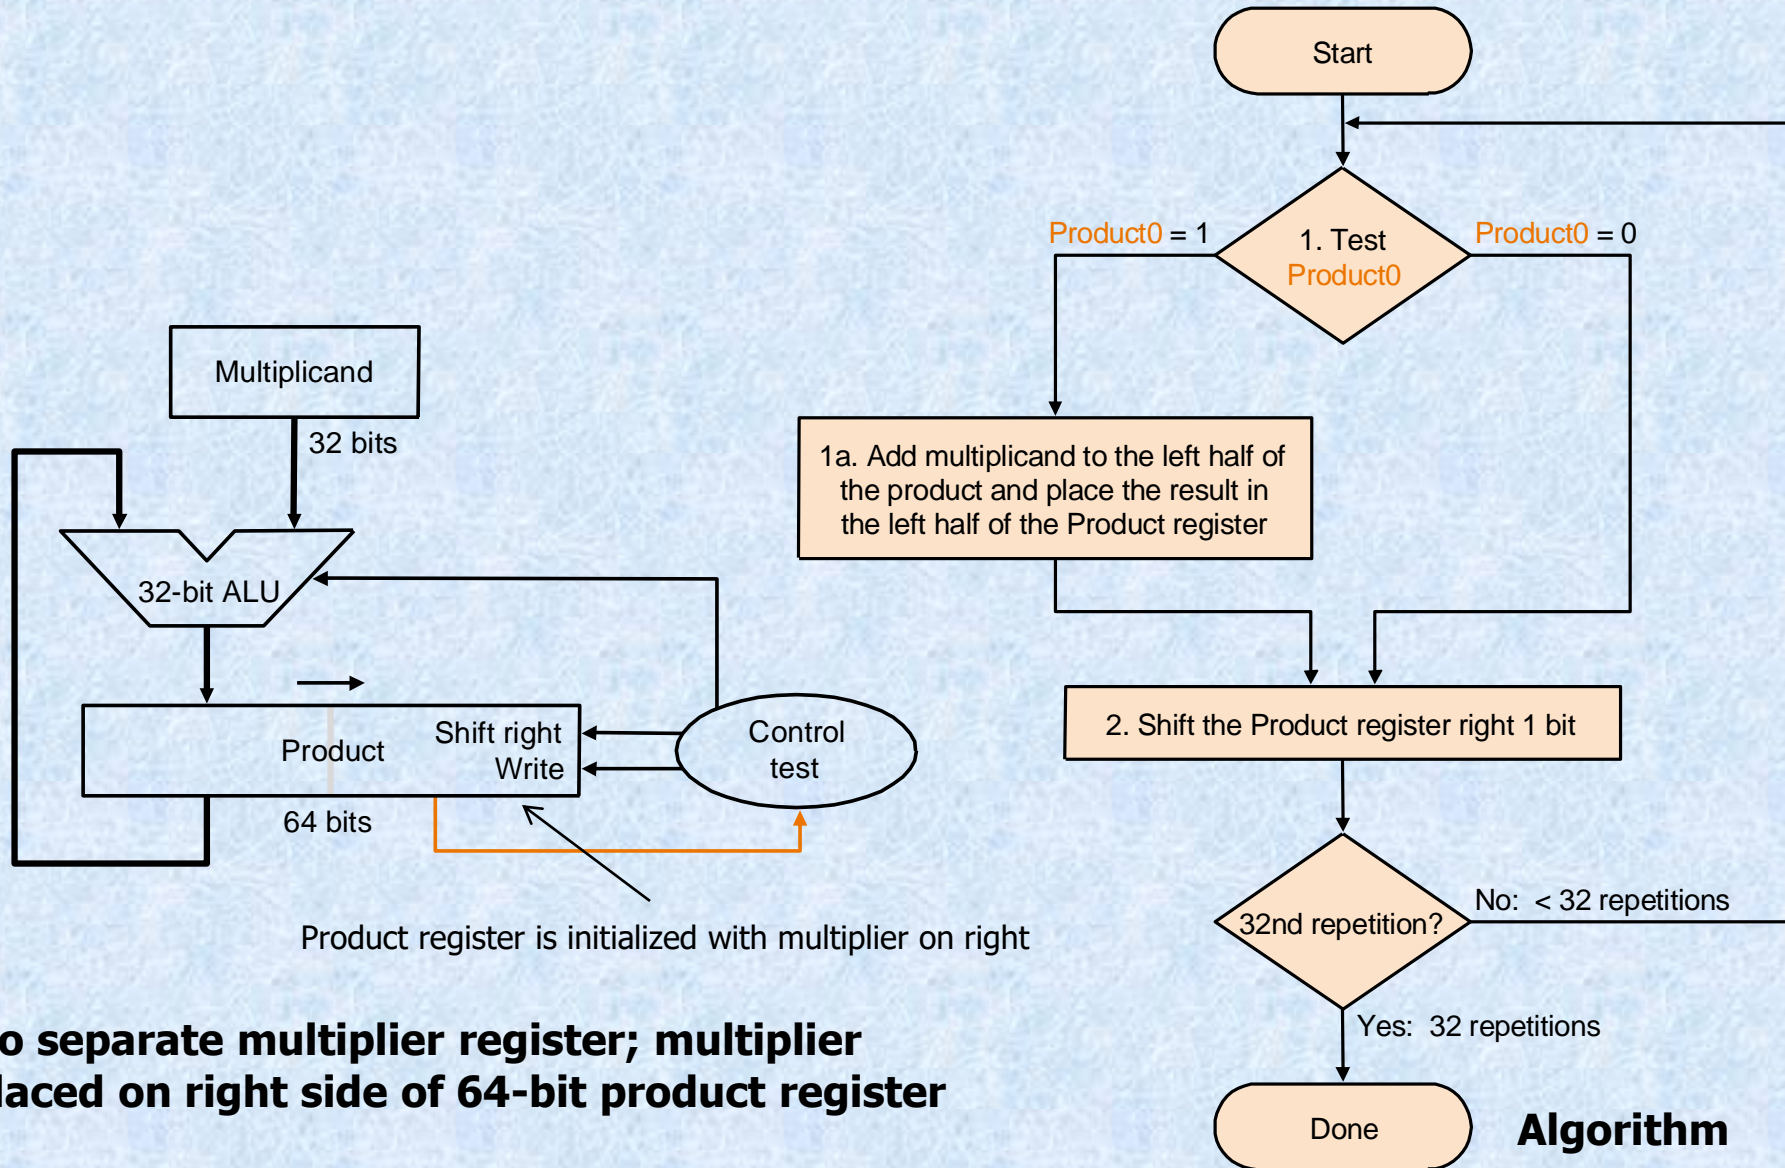 Start
Product0 = 1
1. Test
Product0
Product0 = 0
1a. Add multiplicand to the left half of
the product and place the result in
the left half of the Product register
2. Shift the Product register right 1 bit
32nd repetition?
No:  < 32 repetitions
Yes:  32 repetitions
Done
Algorithm
Multiplicand
32 bits
32-bit ALU
Product
Shift right
Write
64 bits
Control
test
Product register is initialized with multiplier on right
o separate multiplier register; multiplier
laced on right side of 64-bit product register